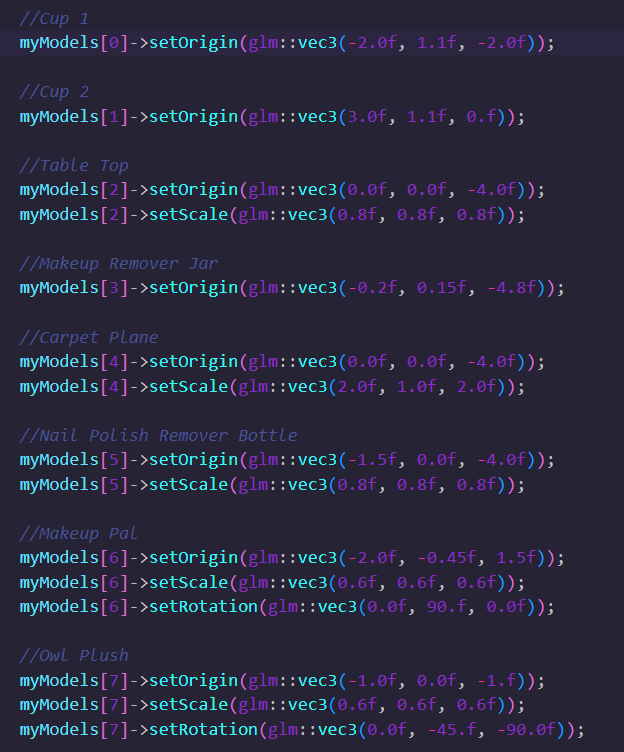 //Cup 1
myModels[0]->setOrigin(glm::vec3(-2.0f, 1.1f, -2.0f));
//Cup 2
myModels[1]->setOrigin(glm::vec3(3.0f, 1.1f, 0.f));
//Table Top
myModels[2]->setOrigin(glm::vec3(0.0f, 0.0f, -4.0f));
myModels[2]->setScale(glm::vec3(0.8f, 0.8f, 0.8f));
//Makeup Remover Jar
myModels[3]->setOrigin(glm::vec3(-0.2f, 0.15f, -4.8f));
//Carpet Plane
myModels[4]->setOrigin(glm::vec3(0.0f, 0.0f, -4.0f));
myModels[4]->setScale(glm::vec3(2.0f, 1.0f, 2.0f));
//Nail Polish Remover Bottle
myModels[5]->setOrigin(glm::vec3(-1.5f, 0.0f, -4.0f));
myModels[5]->setScale(glm::vec3(0.8f, 0.8f, 0.8f));
//Makeup Pal
myModels[6]->setOrigin(glm::vec3(-2.0f, -0.45f, 1.5f));
myModels[6]->setScale(glm::vec3(0.6f, 0.6f, 0.6f));
myModels[6]->setRotation(glm::vec3(0.0f, 90.f, 0.0f));
//Owl Plush
myModels[7]->setOrigin(glm::vec3(-1.0f, 0.0f, -1.f));
myModels[7]->setScale(glm::vec3(0.6f, 0.6f, 0.6f));
myModels[7]->setRotation(glm::vec3(0.0f, -45.f, -90.0f));